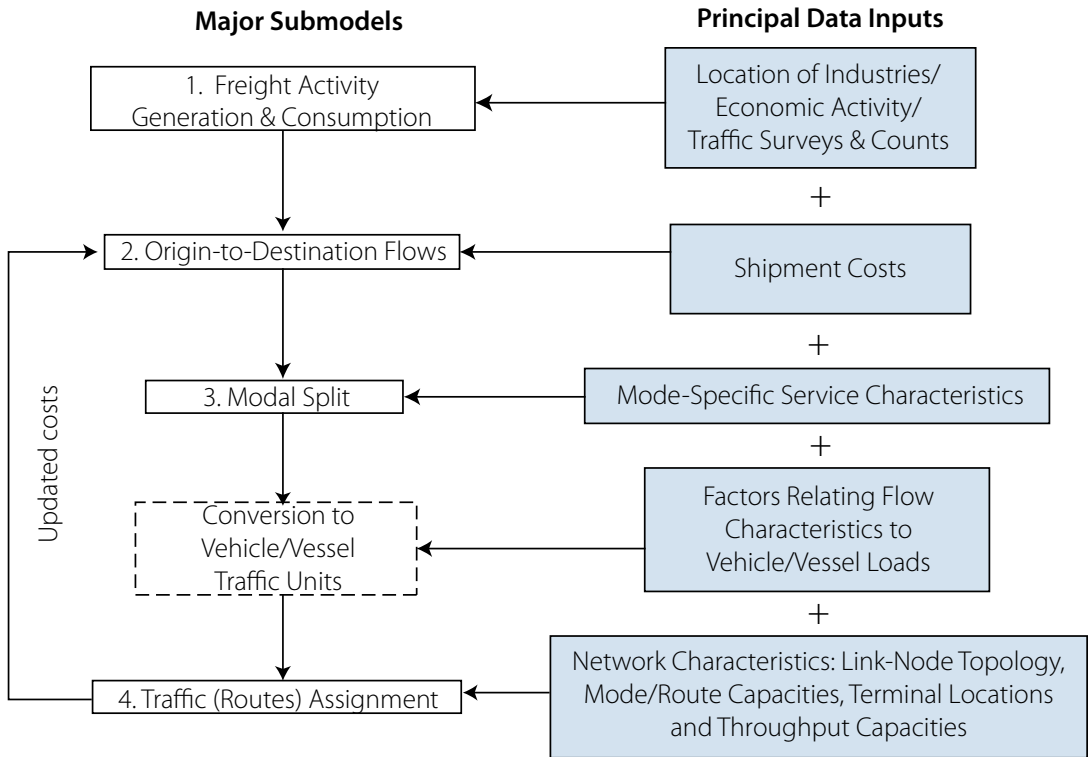 Major Submodels
Principal Data Inputs
1. Freight Activity
Generation & Consumption
Location of Industries/
Economic Activity/
Traffic Surveys & Counts
+
2. Origin-to-Destination Flows
Shipment Costs
+
3. Modal Split
Mode-Specific Service Characteristics
+
Updated costs
Conversion to
Vehicle/Vessel
Traffic Units
Factors Relating Flow
Characteristics to
Vehicle/Vessel Loads
+
4. Traffic (Routes) Assignment
Network Characteristics: Link-Node Topology,
Mode/Route Capacities, Terminal Locations
and Throughput Capacities